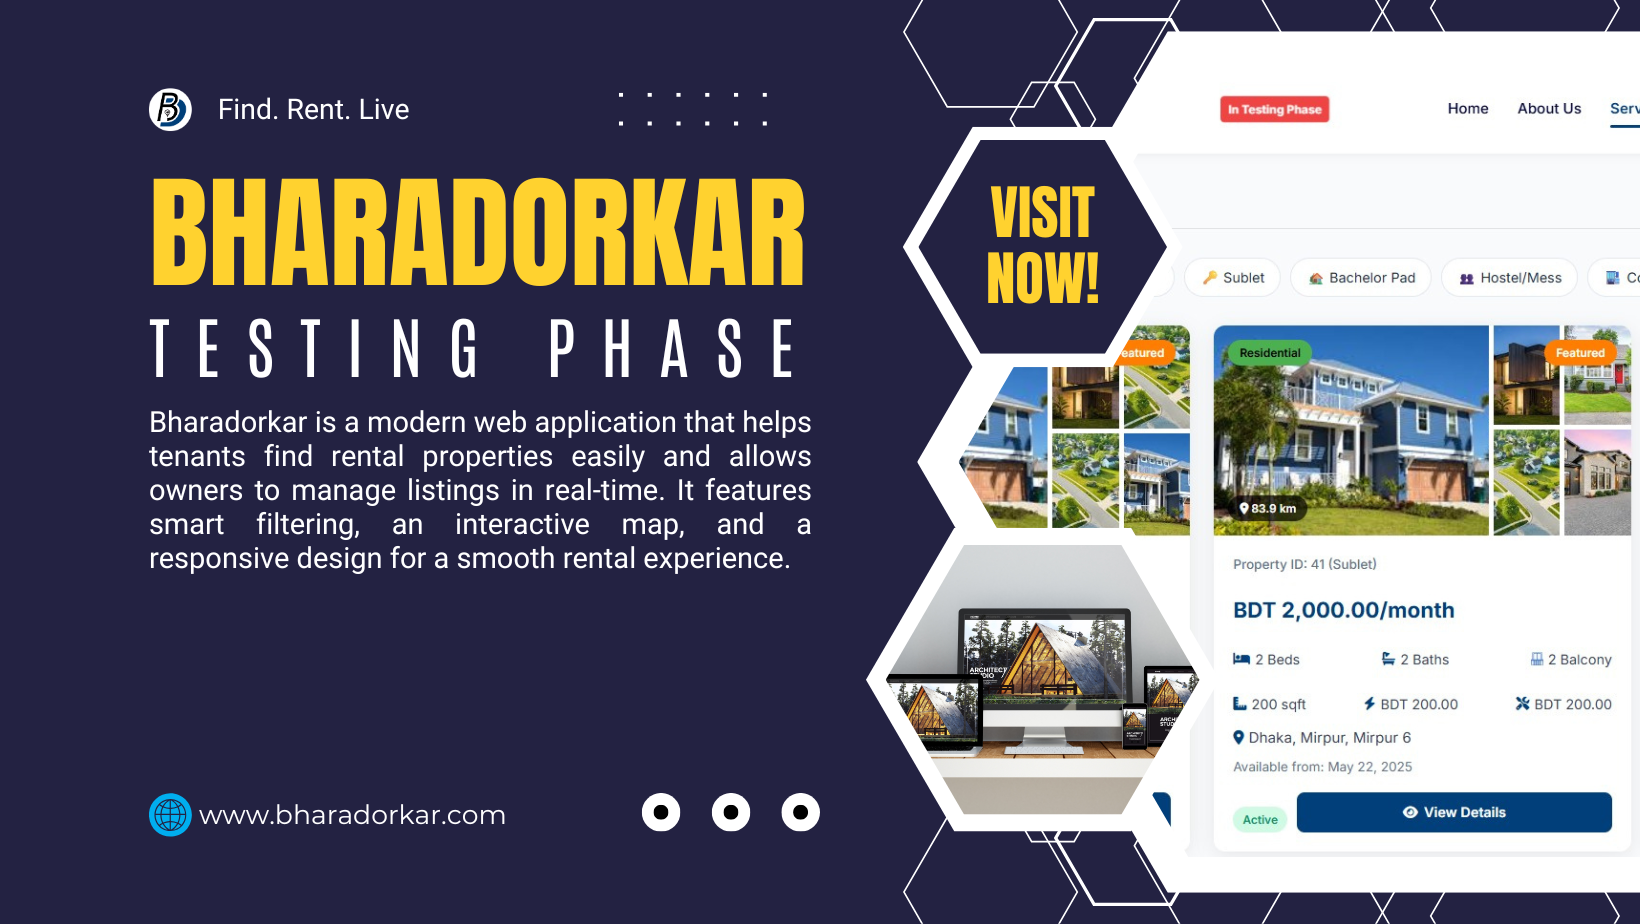 Find. Rent. Live
BHARADORKAR
TESTING PHASE
Bharadorkar is a modern web application that helps
tenants find rental properties easily and allows
owners to manage listings in real-time. It features
smart filtering, an interactive map, and a
responsive design for a smooth rental experience.
www.bharadorkar.com
VISIT
NOW!
In Testing Phase
Home About Us Serv
Sublet Bachelor Pad Hostel/Mess Co
eatured
Residential
Featured
83.9 km
Property ID: 41 (Sublet)
BDT 2,000.00/month
2 Beds 2 Baths 2 Balcony
200 sqft BDT 200.00 BDT 200.00
Dhaka, Mirpur, Mirpur 6
Available from: May 22, 2025
Active
View Details